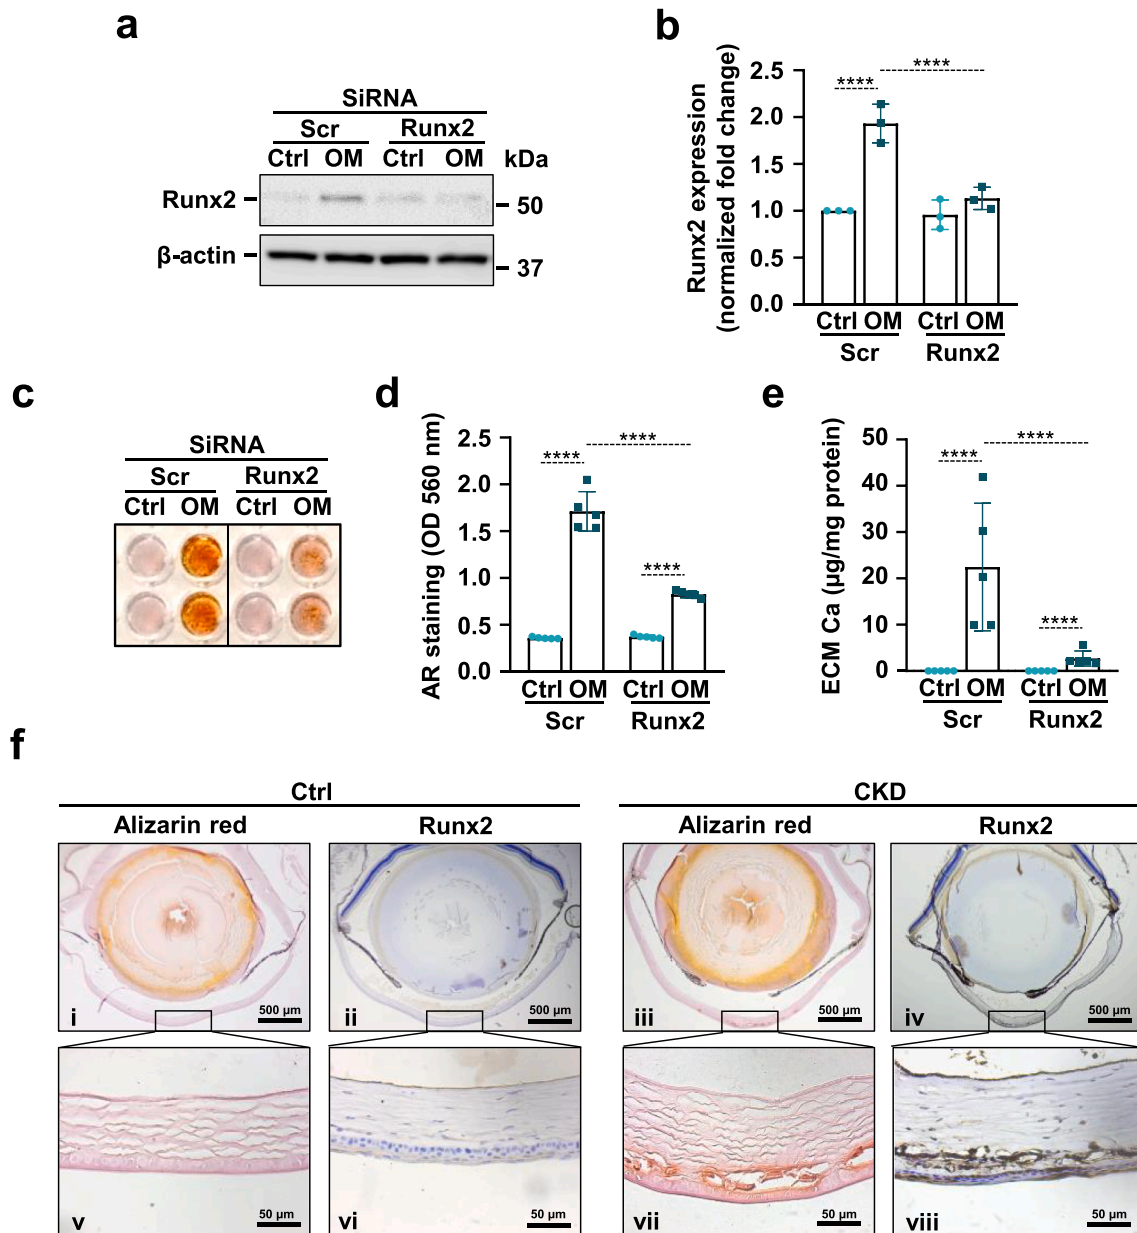 a
SiRNA
Scr Runx2
Ctrl OM Ctrl OM kDa
Runx2
50
β-actin
37
b
Runx2 expression
(normalized fold change)
2.5
2.0
1.5
1.0
0.5
0.0
**** ****
Ctrl OM Ctrl OM
Scr Runx2
c
SiRNA
Scr Runx2
Ctrl OM Ctrl OM
d
AR staining (OD 560 nm)
2.5
2.0
1.5
1.0
0.5
0.0
****
****
****
Ctrl OM Ctrl OM
Scr Runx2
e
ECM Ca (µg/mg protein)
50
40
30
20
10
0
****
****
****
Ctrl OM Ctrl OM
Scr Runx2
f
Ctrl CKD
Alizarin red Runx2 Alizarin red Runx2
i 500 µm ii 500 µm iii 500 µm iv 500 µm
v 50 µm vi 50 µm vii 50 µm viii 50 µm